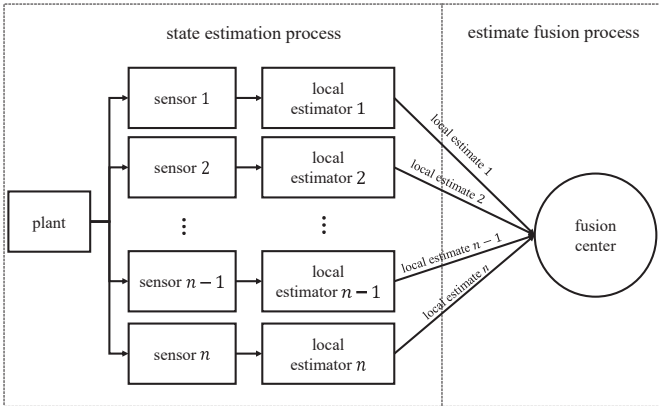 state estimation process
estimate fusion process
sensor 1
local
estimator 1
local estimate 1
sensor 2
local
estimator 2
local estimate 2
plant
⋮
⋮
fusion
center
sensor n−1
local
estimator n−1
local estimate n−1
sensor n
local
estimator n
local estimate n